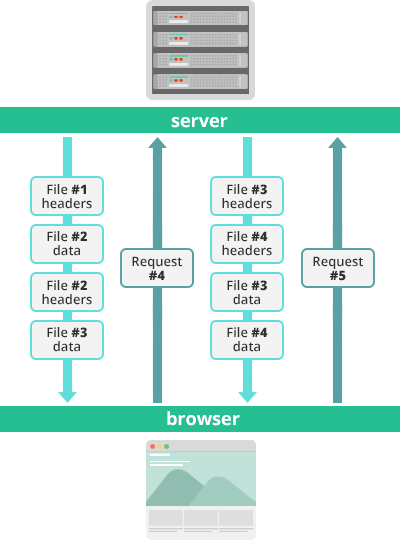 server
File #1
headers
File #2
data
File #2
headers
File #3
data
Request
#4
File #3
headers
File #4
headers
File #3
data
File #4
data
Request
#5
browser